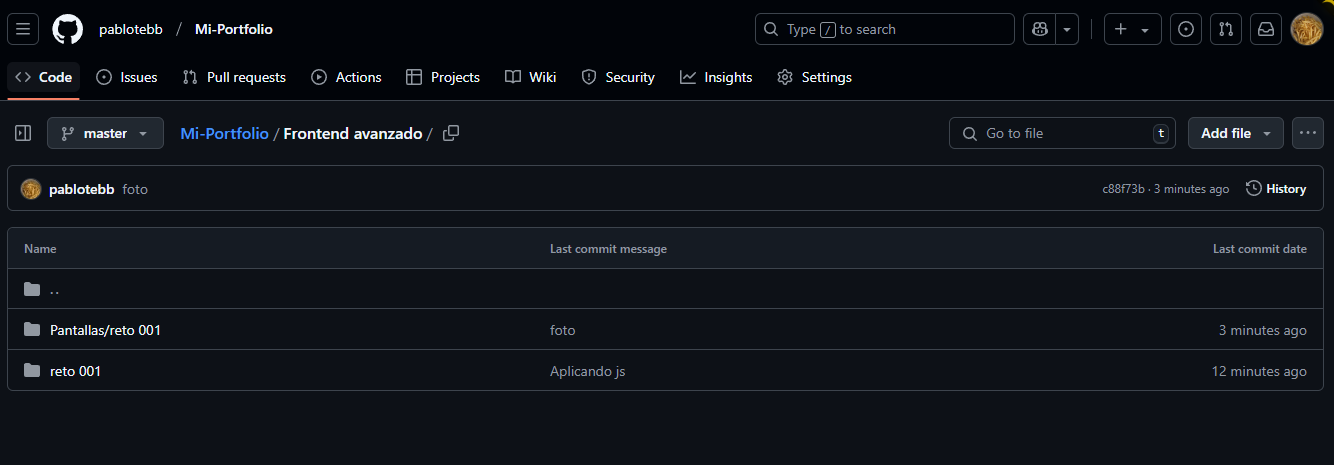 pablotebb / Mi-Portfolio Type / to search
Code Issues Pull requests Actions Projects Wiki Security Insights Settings
master Mi-Portfolio / Frontend avanzado / Go to file t Add file
pablotebb foto c88f73b · 3 minutes ago History
Name Last commit message Last commit date
..
Pantallas/reto 001 foto 3 minutes ago
reto 001 Aplicando js 12 minutes ago